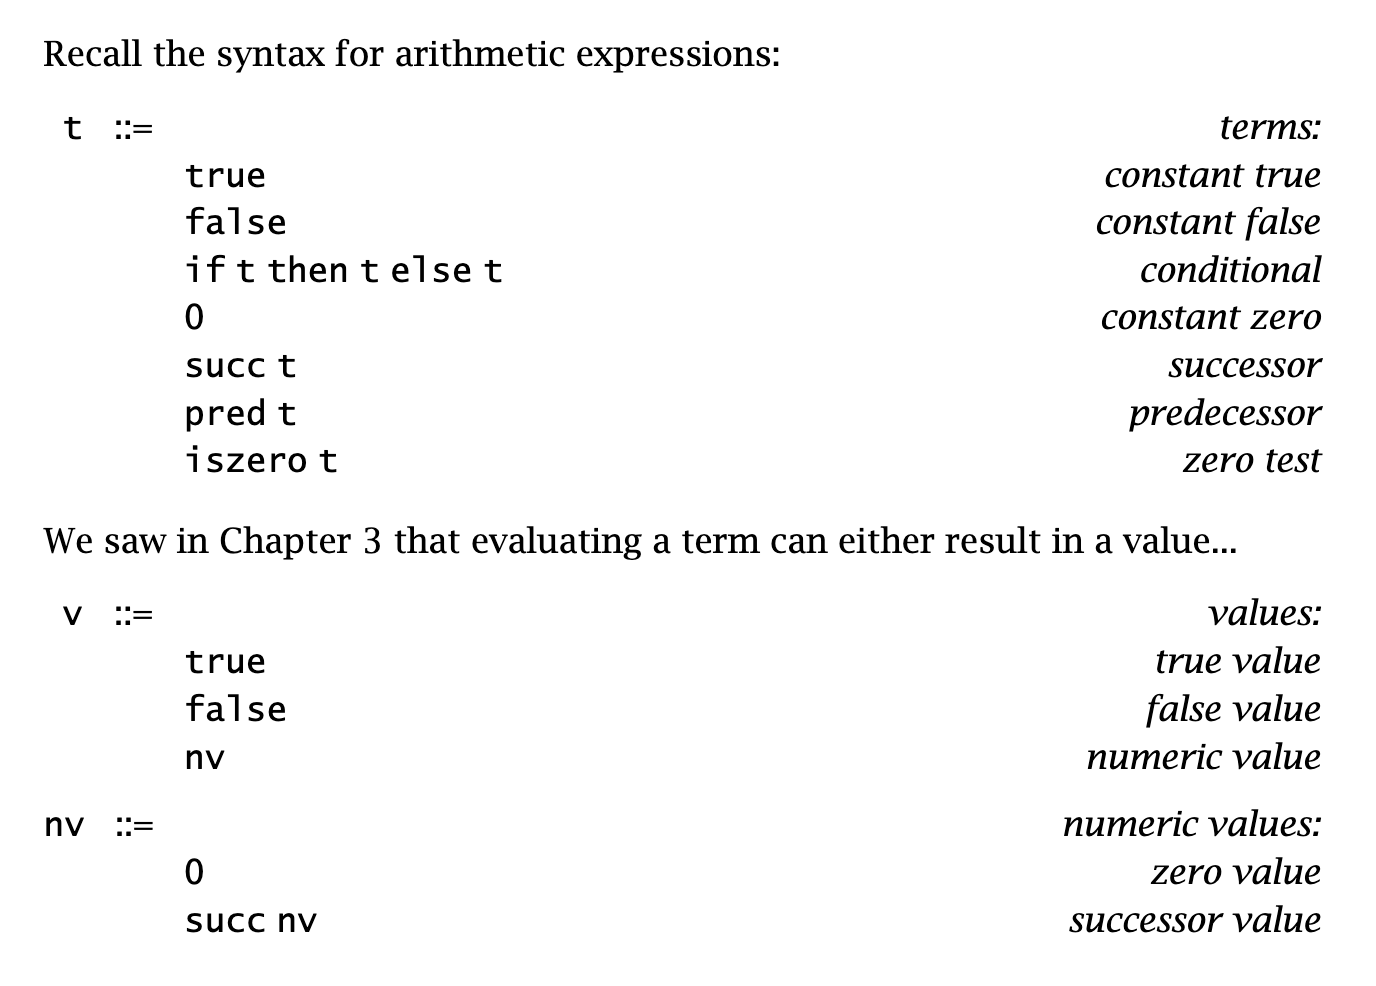 Recall the syntax for arithmetic expressions:
t ::= terms:
true constant true
false constant false
if t then t else t conditional
0 constant zero
succ t successor
pred t predecessor
iszero t zero test
We saw in Chapter 3 that evaluating a term can either result in a value...
v ::= values:
true true value
false false value
nv numeric value
nv ::= numeric values:
0 zero value
succ nv successor value